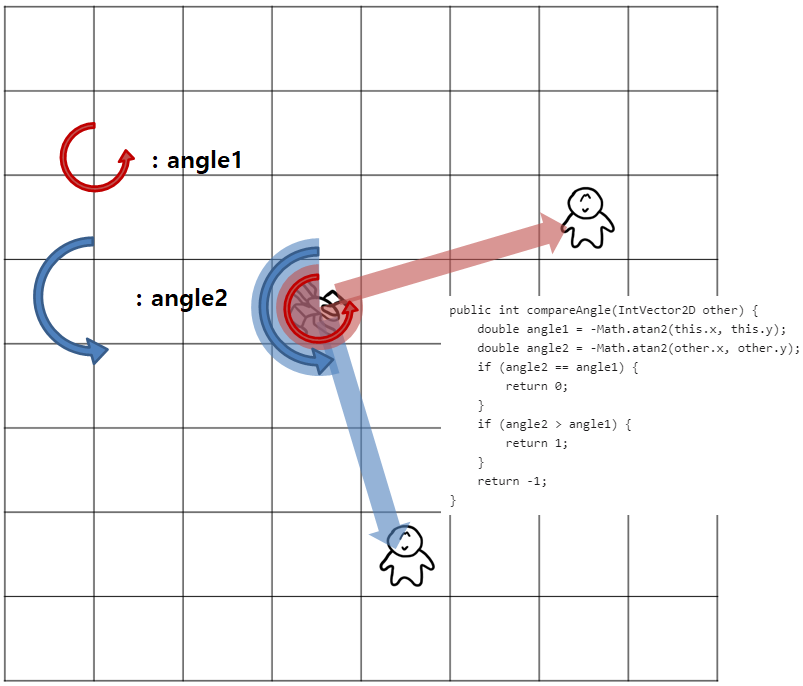 : angle1
: angle2
public int compareAngle(IntVector2D other) {
    double angle1 = -Math.atan2(this.x, this.y);
    double angle2 = -Math.atan2(other.x, other.y);
    if (angle2 == angle1) {
        return 0;
    }
    if (angle2 > angle1) {
        return 1;
    }
    return -1;
}